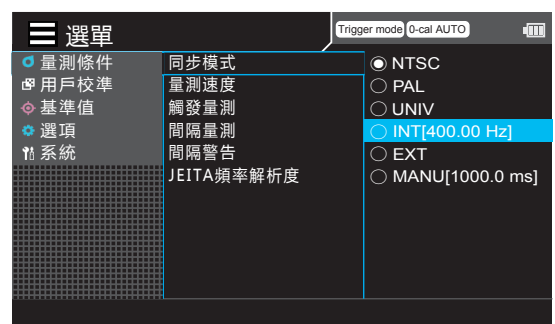 選單
Trigger mode 0-cal AUTO
量測條件
用戶校準
基準值
選項
系統
同步模式
量測速度
觸發量測
間隔量測
間隔警告
JEITA頻率解析度
NTSC
PAL
UNIV
INT[400.00 Hz]
EXT
MANU[1000.0 ms]